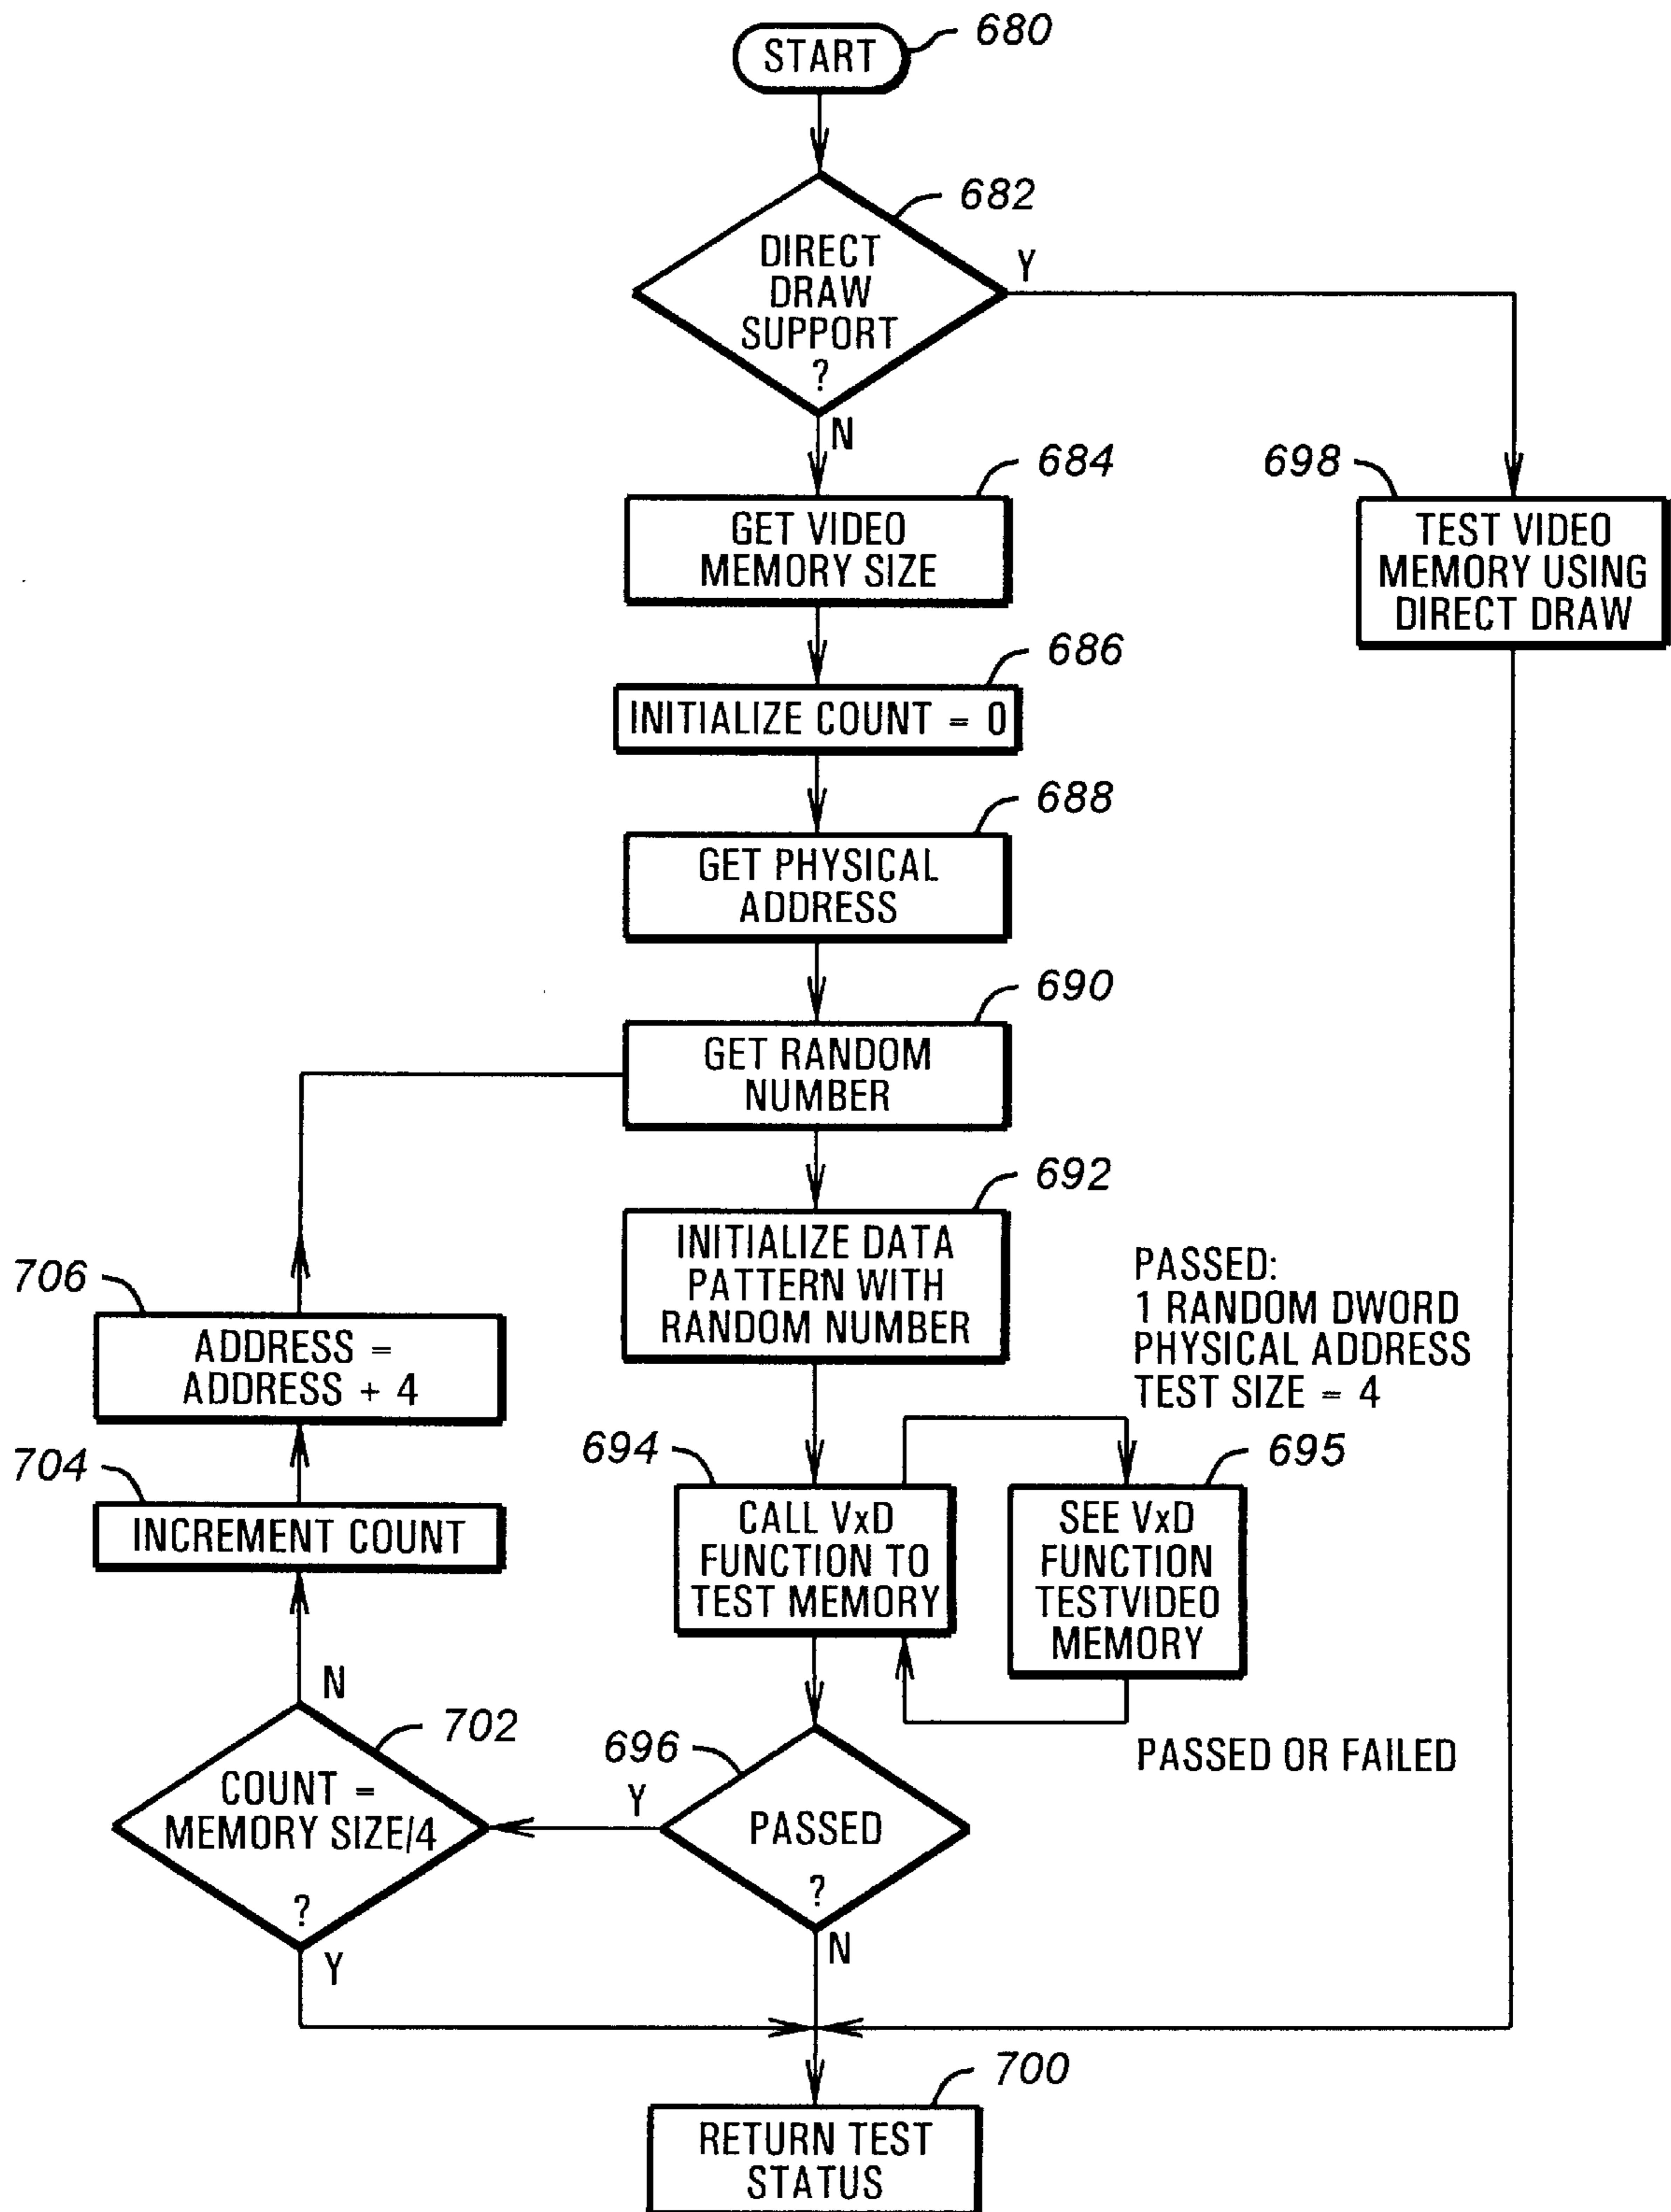 START
680
682
DIRECT
DRAW
SUPPORT
?
Y
N
684
GET VIDEO
MEMORY SIZE
698
TEST VIDEO
MEMORY USING
DIRECT DRAW
686
INITIALIZE COUNT = 0
688
GET PHYSICAL
ADDRESS
690
GET RANDOM
NUMBER
692
INITIALIZE DATA
PATTERN WITH
RANDOM NUMBER
PASSED:
1 RANDOM DWORD
PHYSICAL ADDRESS
TEST SIZE = 4
706
ADDRESS =
ADDRESS + 4
704
INCREMENT COUNT
694
CALL VxD
FUNCTION TO
TEST MEMORY
695
SEE VxD
FUNCTION
TESTVIDEO
MEMORY
PASSED OR FAILED
N
702
COUNT =
MEMORY SIZE/4
?
Y
696
Y
PASSED
?
N
700
RETURN TEST
STATUS